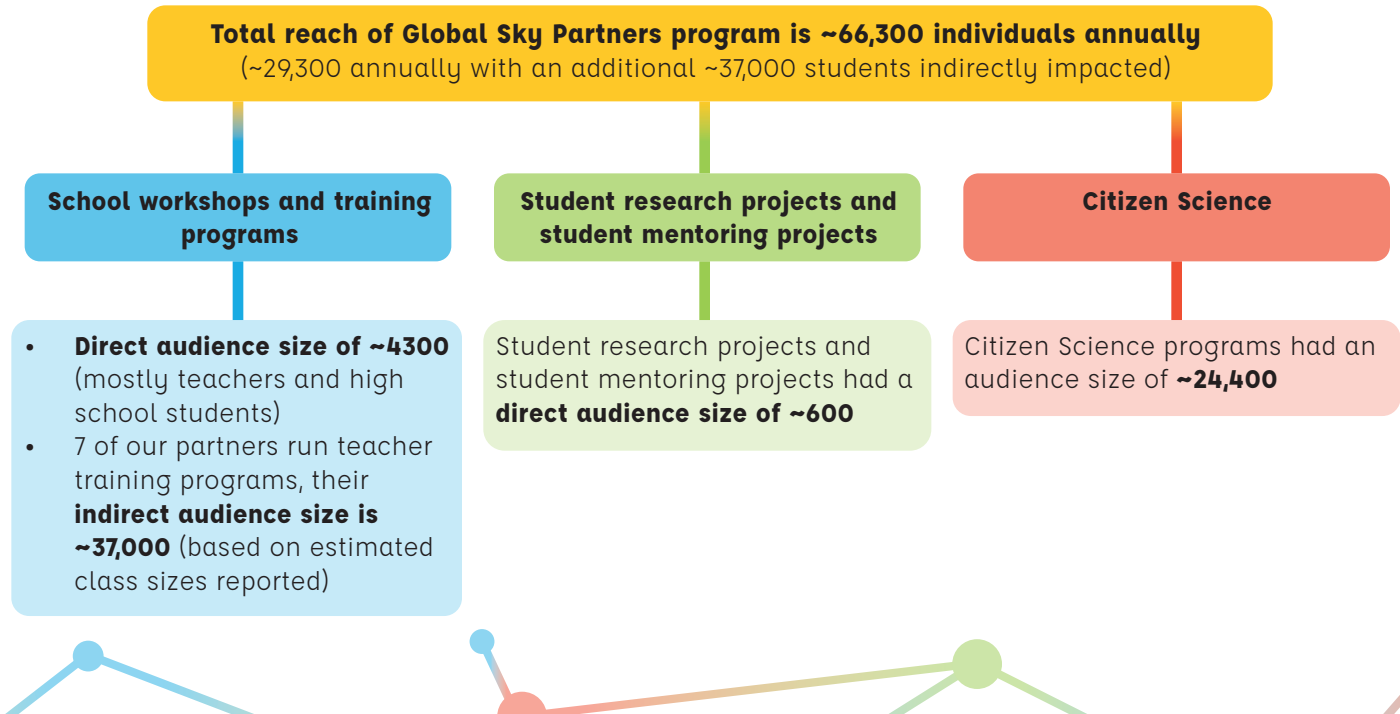 Total reach of Global Sky Partners program is ~66,300 individuals annually
(~29,300 annually with an additional ~37,000 students indirectly impacted)
School workshops and training
programs
Student research projects and
student mentoring projects
Citizen Science
• Direct audience size of ~4300
(mostly teachers and high
school students)
• 7 of our partners run teacher
training programs, their
indirect audience size is
~37,000 (based on estimated
class sizes reported)
Student research projects and
student mentoring projects had a
direct audience size of ~600
Citizen Science programs had an
audience size of ~24,400